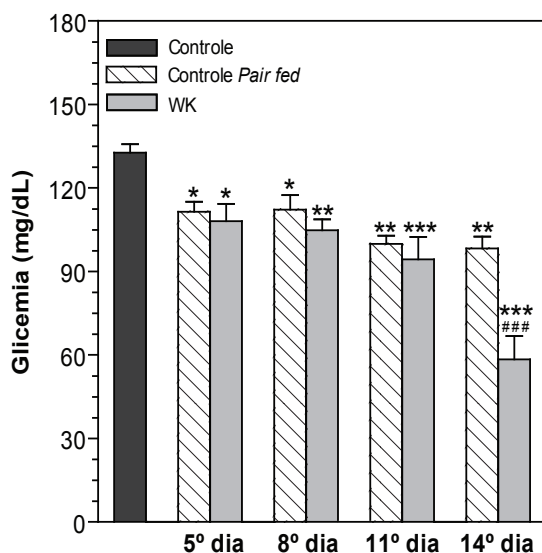 180
150
120
90
60
30
0
Glicemia (mg/dL)
Controle
Controle Pair fed
WK
* * * ** ** *** ** ***
###
5º dia 8º dia 11º dia 14º dia